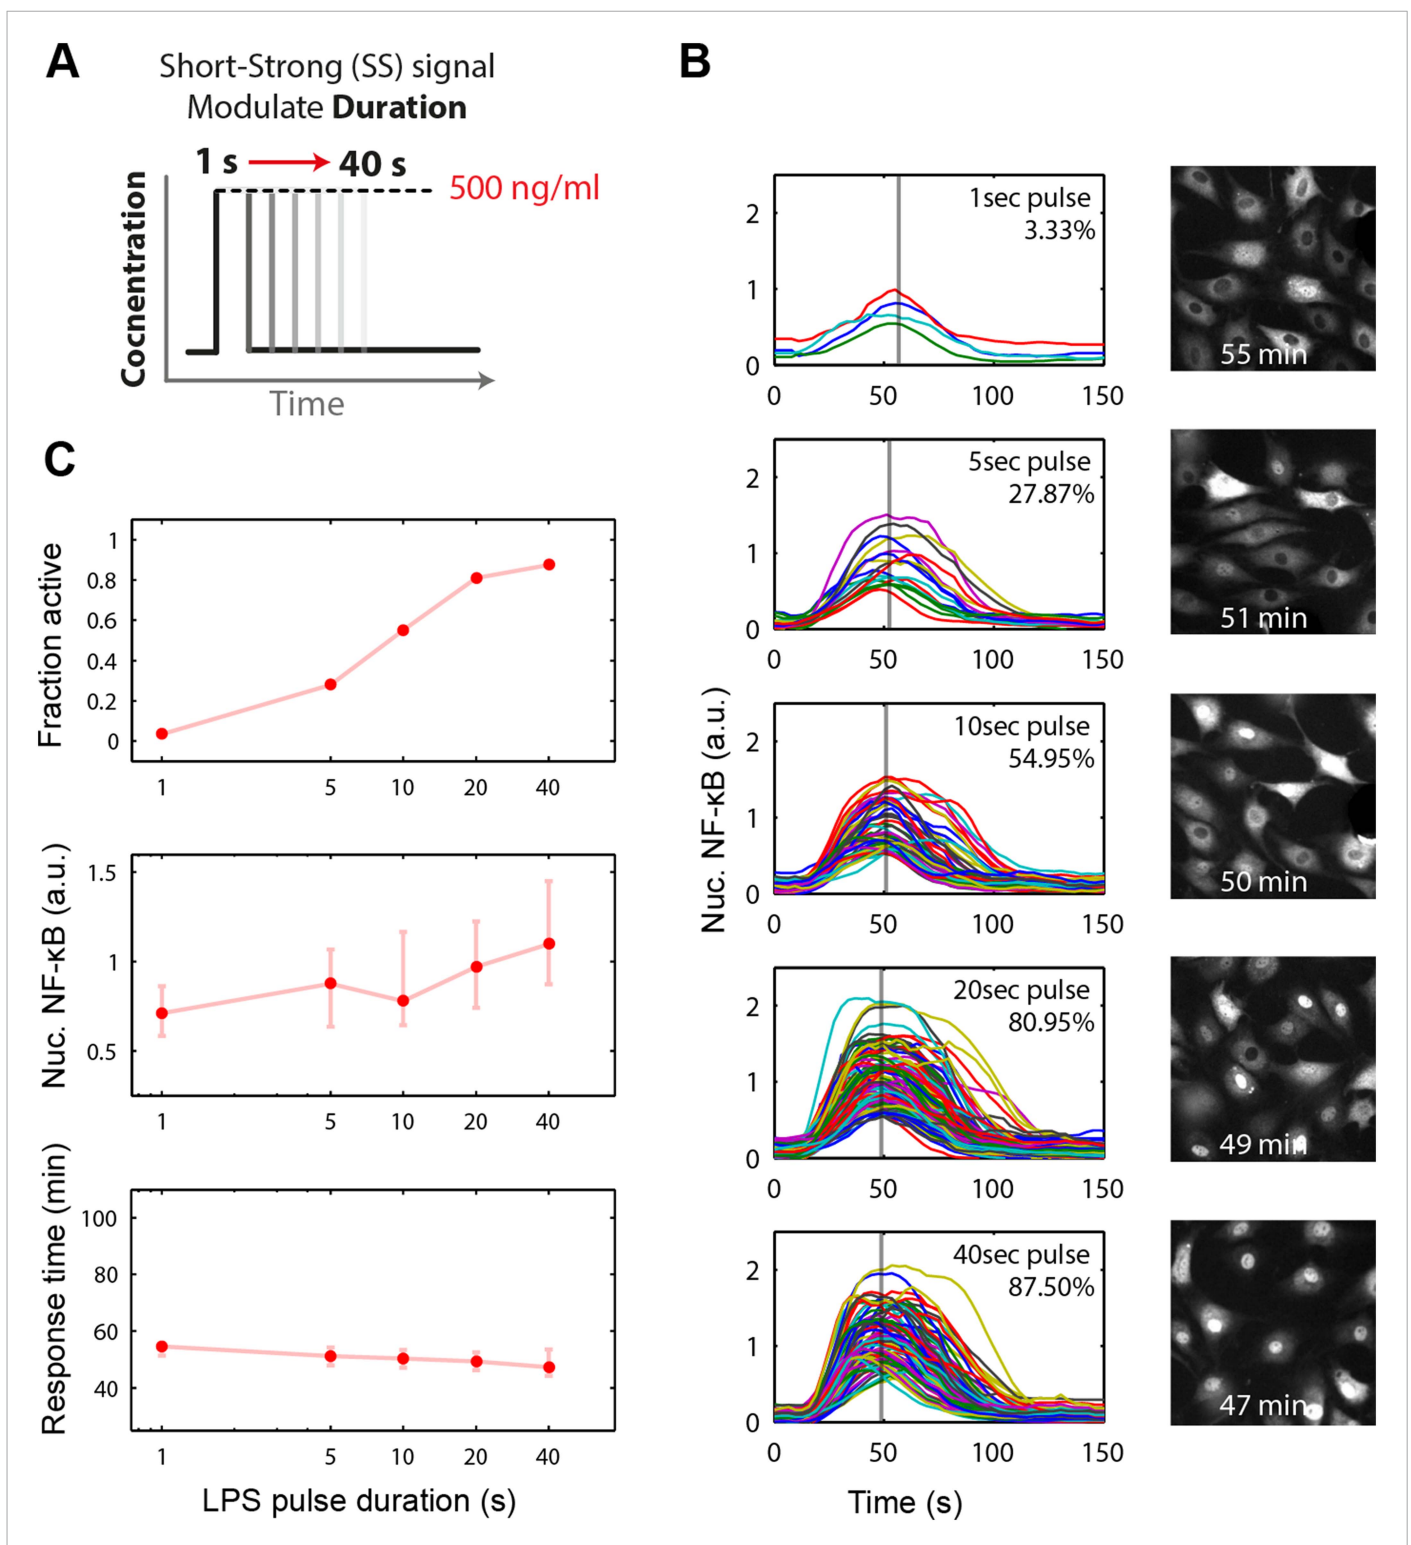 A
Short-Strong (SS) signal
Modulate Duration
1 s
40 s
500 ng/ml
Cocnentration
Time
B
1sec pulse
3.33%
2
1
0
0
50
100
150
55 min
5sec pulse
27.87%
2
1
0
0
50
100
150
51 min
10sec pulse
54.95%
2
1
0
0
50
100
150
50 min
20sec pulse
80.95%
2
1
0
0
50
100
150
49 min
40sec pulse
87.50%
2
1
0
0
50
100
150
47 min
Nuc. NF-κB (a.u.)
Time (s)
C
Fraction active
1
0.8
0.6
0.4
0.2
0
1
5
10
20
40
Nuc. NF-κB (a.u.)
1.5
1
0.5
1
5
10
20
40
Response time (min)
100
80
60
40
1
5
10
20
40
LPS pulse duration (s)